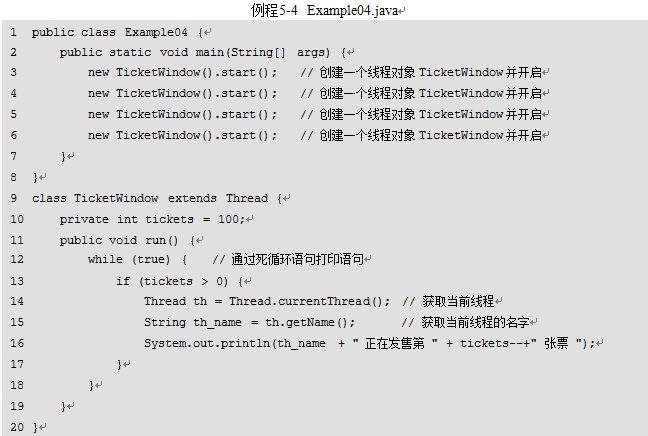 例程5-4 Example04.java↵
1 public class Example04 {↵
2 public static void main(String[] args) {↵
3 new TicketWindow().start(); // 创建一个线程对象 TicketWindow 并开启↵
4 new TicketWindow().start(); // 创建一个线程对象 TicketWindow 并开启↵
5 new TicketWindow().start(); // 创建一个线程对象 TicketWindow 并开启↵
6 new TicketWindow().start(); // 创建一个线程对象 TicketWindow 并开启↵
7 }↵
8 }↵
9 class TicketWindow extends Thread {↵
10 private int tickets = 100;↵
11 public void run() {↵
12 while (true) { // 通过死循环语句打印语句↵
13 if (tickets > 0) {↵
14 Thread th = Thread.currentThread(); // 获取当前线程↵
15 String th_name = th.getName(); // 获取当前线程的名字↵
16 System.out.println(th_name + " 正在发售第 " + tickets--+" 张票 ");↵
17 }↵
18 }↵
19 }↵
20 }↵